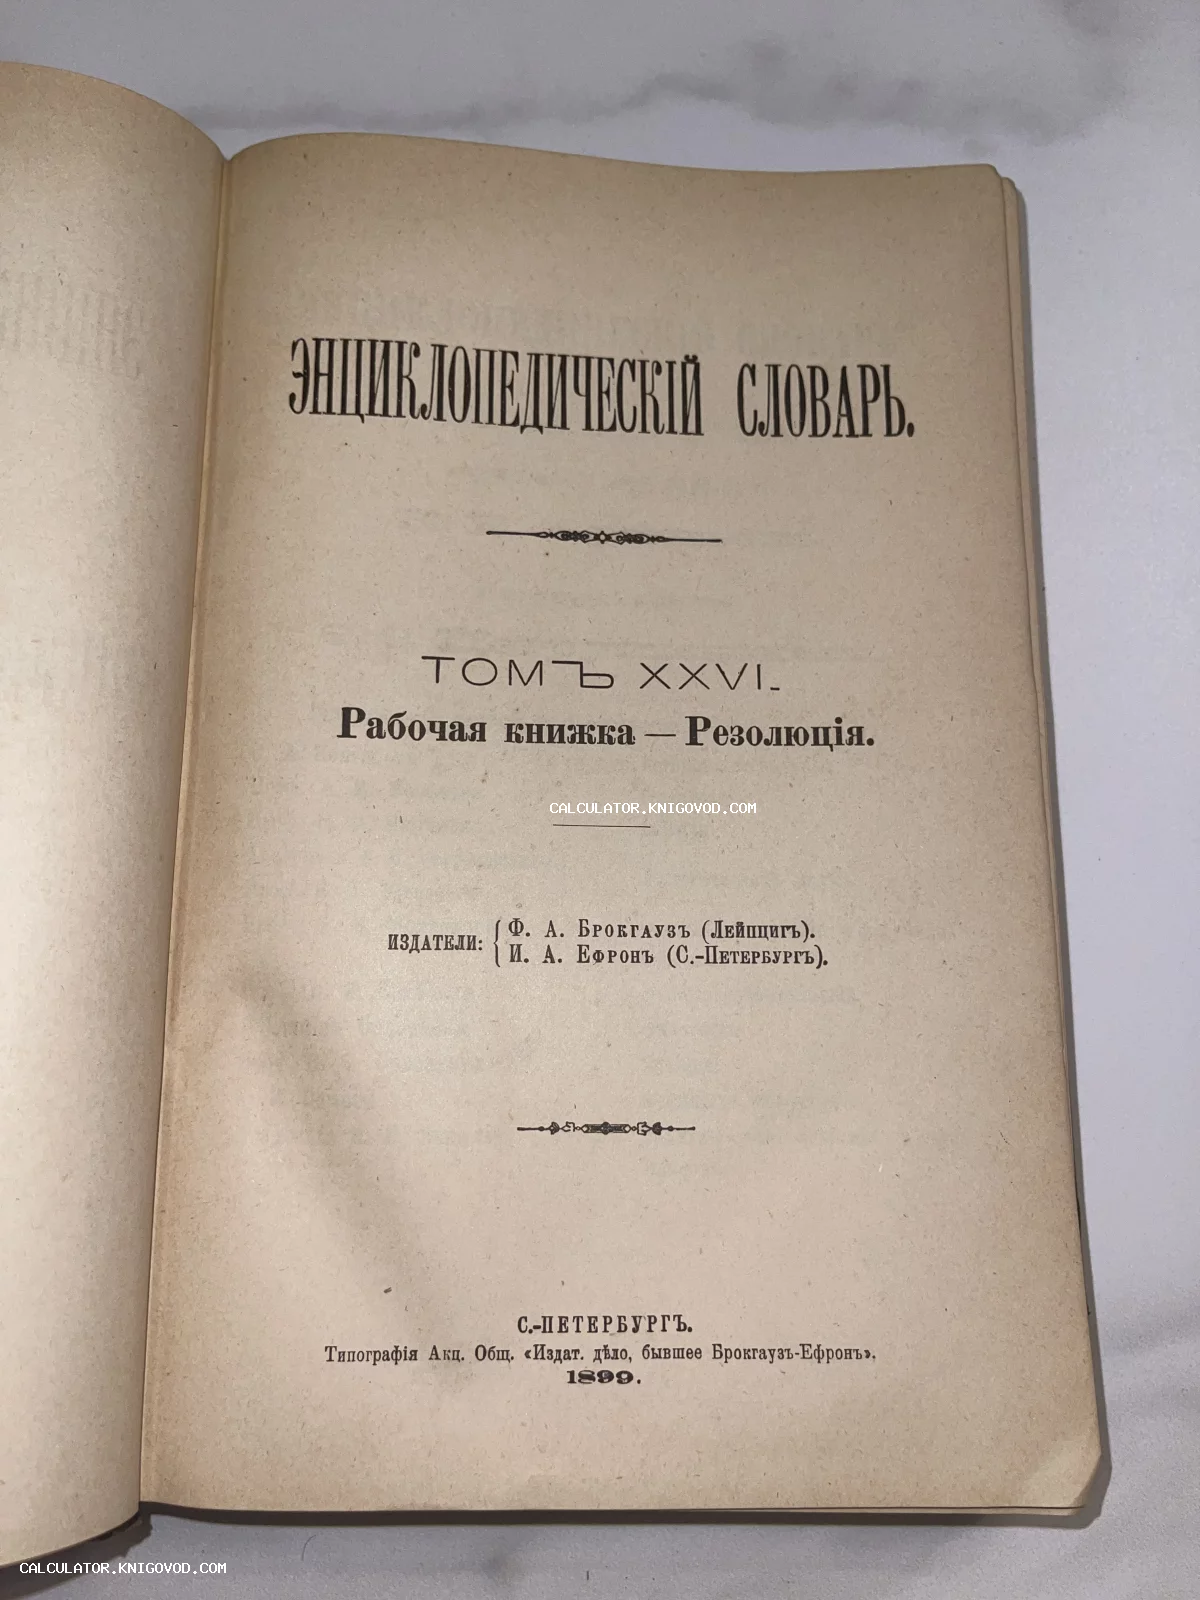 ЭНЦИКЛОПЕДИЧЕСКІЙ СЛОВАРЬ.
ТОМЪ XXVI.
Рабочая книжка — Резолюція.
CALCULATOR.KNIGOVOD.COM
ИЗДАТЕЛИ: { Ф. А. БРОКГАУЗЪ (ЛЕЙПЦИГЪ).
И. А. ЕФРОНЪ (С.-ПЕТЕРБУРГЪ).
С.-ПЕТЕРБУРГЪ.
Типографія Акц. Общ. «Издат. дѣло, бывшее Брокгаузъ-Ефронъ».
1899.
CALCULATOR.KNIGOVOD.COM